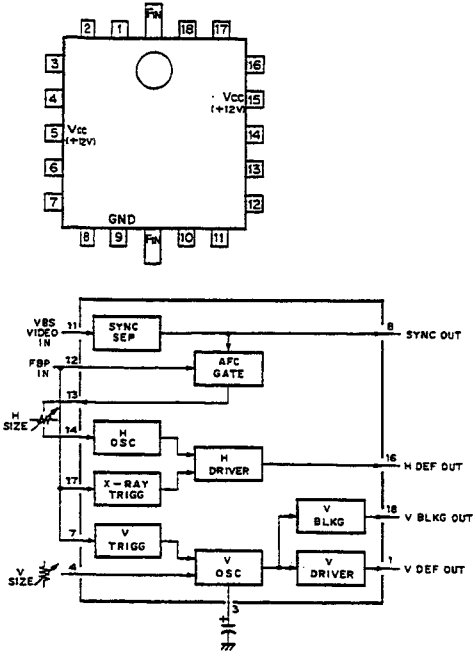 FIN
2 1 18 17
3 16
4 VCC 15
(+12V)
5 VCC 14
(+12V)
6 13
7 12
GND
8 9 10 11
FIN
VBS
VIDEO
IN
11
SYNC
SEP
8
SYNC OUT
FBP
IN
12
AFC
GATE
13
H
SIZE
14
H
OSC
H
DRIVER
16
H DEF OUT
17
X-RAY
TRIGG
V
BLKG
18
V BLKG OUT
7
V
TRIGG
V
SIZE
4
V
OSC
V
DRIVER
1
V DEF OUT
3
+